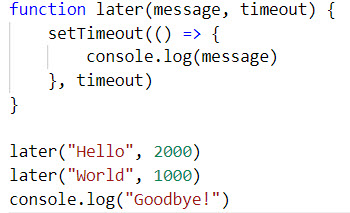 function later(message, timeout) {
    setTimeout(() => {
        console.log(message)
    }, timeout)
}

later("Hello", 2000)
later("World", 1000)
console.log("Goodbye!")